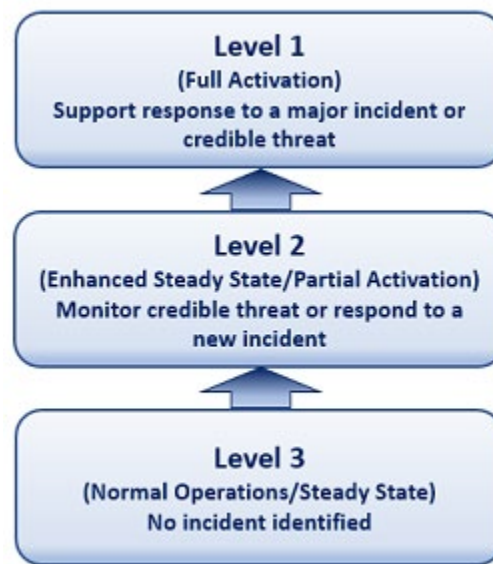 Level 1
(Full Activation)
Support response to a major incident or
credible threat
Level 2
(Enhanced Steady State/Partial Activation)
Monitor credible threat or respond to a
new incident
Level 3
(Normal Operations/Steady State)
No incident identified